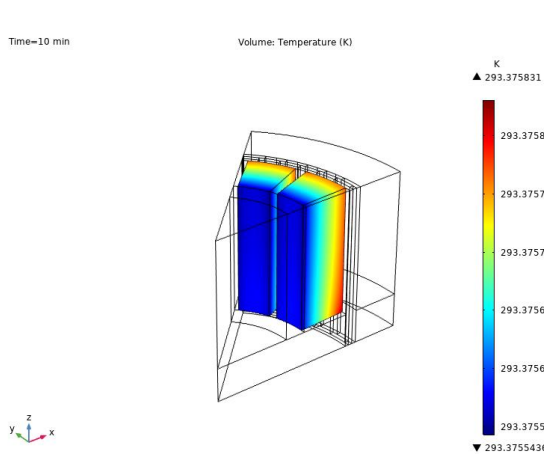 Time=10 min
Volume: Temperature (K)
K
▲ 293.375831
293.3758
293.3757
293.3757
293.3756
293.3756
293.3755
▼ 293.3755436
z
y
x